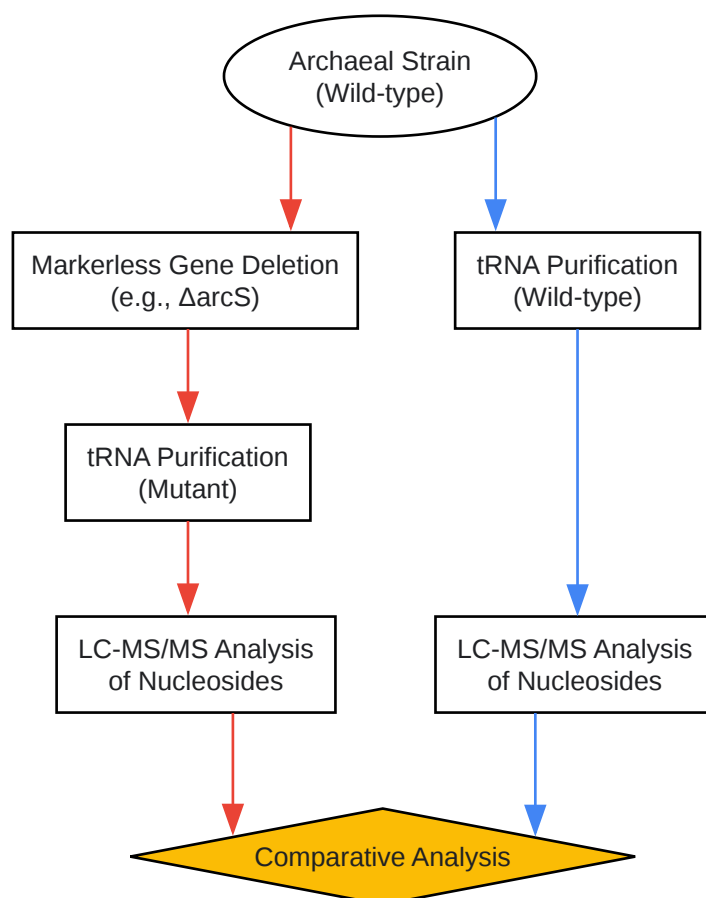 Archaeal Strain
(Wild-type)
Markerless Gene Deletion
(e.g., ΔarcS)
tRNA Purification
(Wild-type)
tRNA Purification
(Mutant)
LC-MS/MS Analysis
of Nucleosides
LC-MS/MS Analysis
of Nucleosides
Comparative Analysis